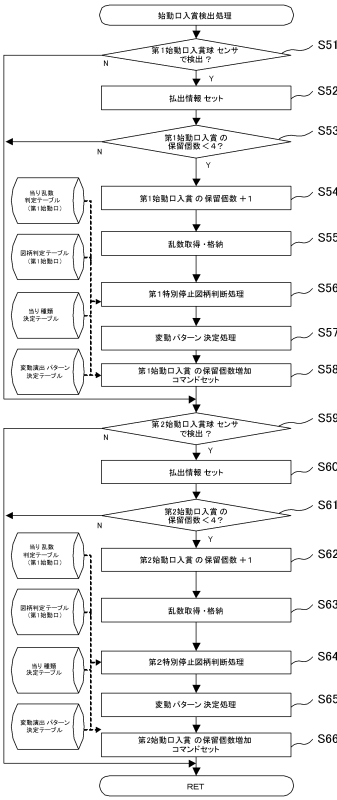 始動口入賞検出処理
第1始動口入賞球 センサ
で検出 ?
S51
N
Y
払出情報 セット
S52
第1始動口入賞 の
保留個数 <4?
S53
N
Y
当り乱数
判定テーブル
(第1始動口)
第1始動口入賞 の 保留個数 +1
S54
図柄判定テーブル
(第1始動口)
乱数取得・格納
S55
当り 種類
決定テーブル
第1特別停止図柄判断処理
S56
変動 パターン 決定処理
S57
変動演出 パターン
決定テーブル
第1始動口入賞 の保留個数増加
コマンドセット
S58
第2始動口入賞球 センサ
で検出 ?
S59
N
Y
払出情報 セット
S60
第2始動口入賞 の
保留個数 <4?
S61
N
Y
当り 乱数
判定テーブル
(第1始動口)
第2始動口入賞 の 保留個数 +1
S62
図柄判定テーブル
(第1始動口)
乱数取得・格納
S63
当り 種類
決定テーブル
第2特別停止図柄判断処理
S64
変動 パターン 決定処理
S65
変動演出 パターン
決定テーブル
第2始動口入賞 の保留個数増加
コマンドセット
S66
RET